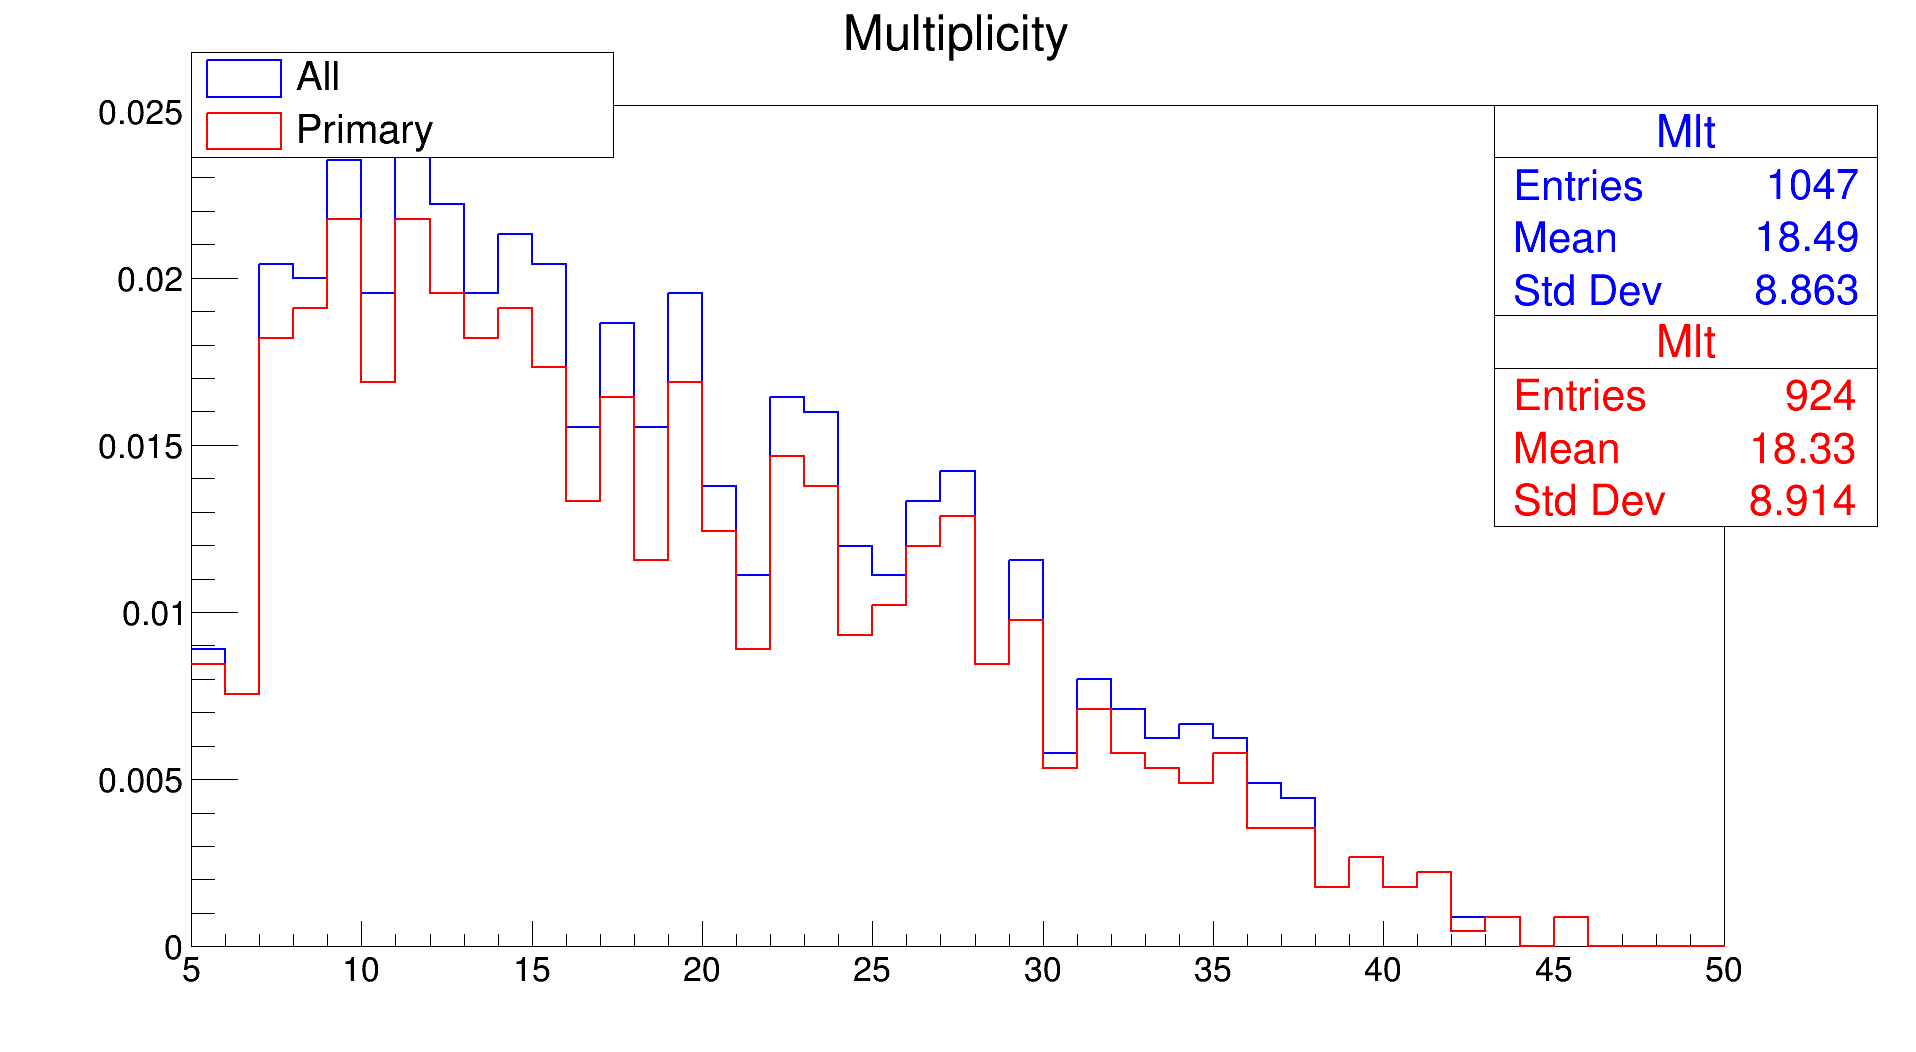 Multiplicity
All
Primary
0.025
0.02
0.015
0.01
0.005
0
5 10 15 20 25 30 35 40 45 50
Mlt
Entries 1047
Mean 18.49
Std Dev 8.863
Mlt
Entries 924
Mean 18.33
Std Dev 8.914